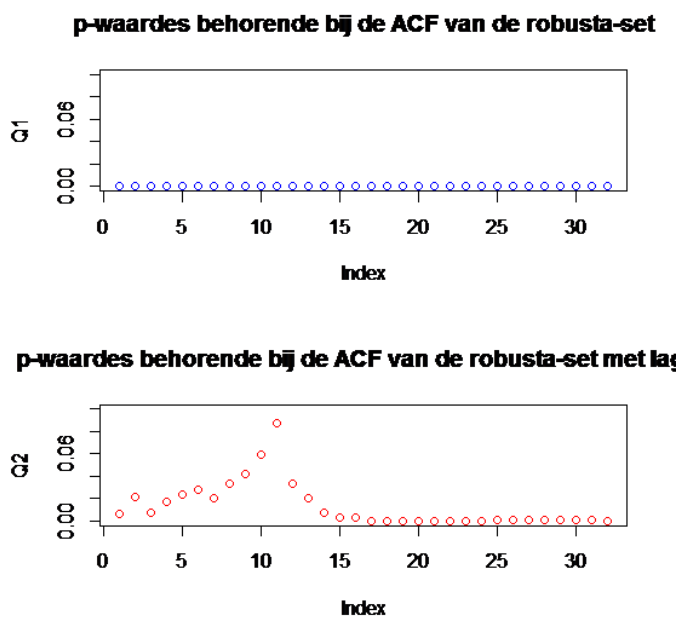 p-waardes behorende bij de ACF van de robusta-set
Q1
0.06
0.00
0 5 10 15 20 25 30
Index
p-waardes behorende bij de ACF van de robusta-set met lag
Q2
0.06
0.00
0 5 10 15 20 25 30
Index